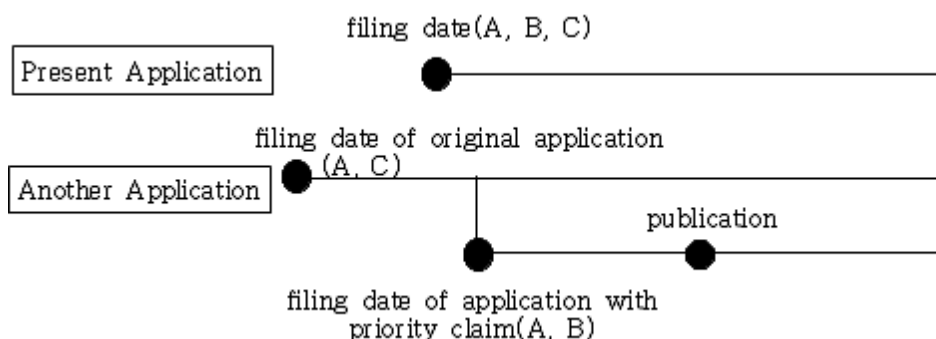 filing date(A, B, C)
Present Application
filing date of original application
(A, C)
Another Application
publication
filing date of application with
priority claim(A, B)